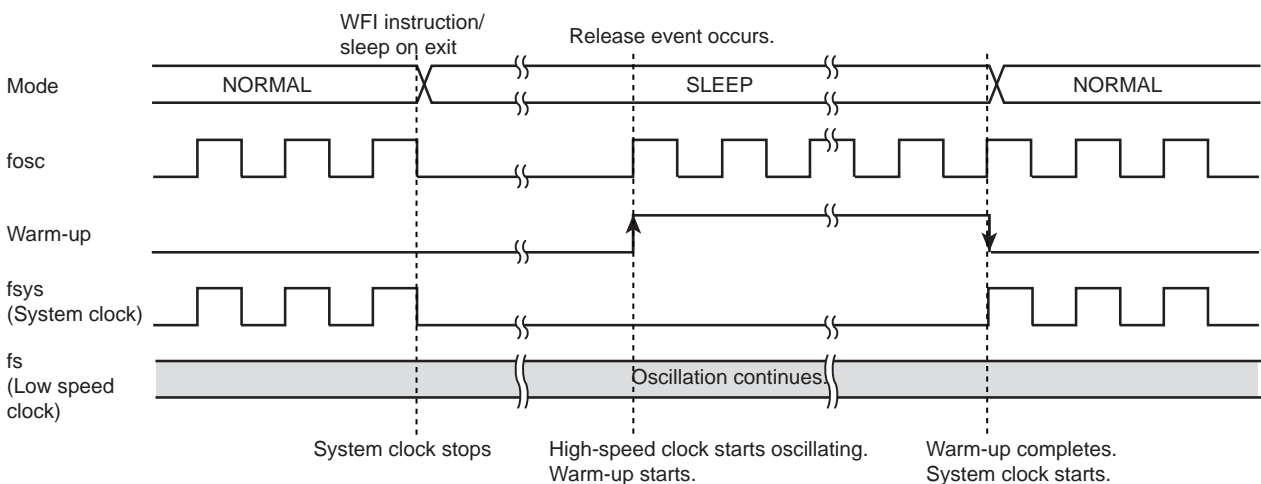 WFI instruction/
sleep on exit
Release event occurs.
Mode
NORMAL
SLEEP
NORMAL
fosc
Warm-up
fsys
(System clock)
fs
(Low speed
clock)
Oscillation continues.
System clock stops
High-speed clock starts oscillating.
Warm-up starts.
Warm-up completes.
System clock starts.